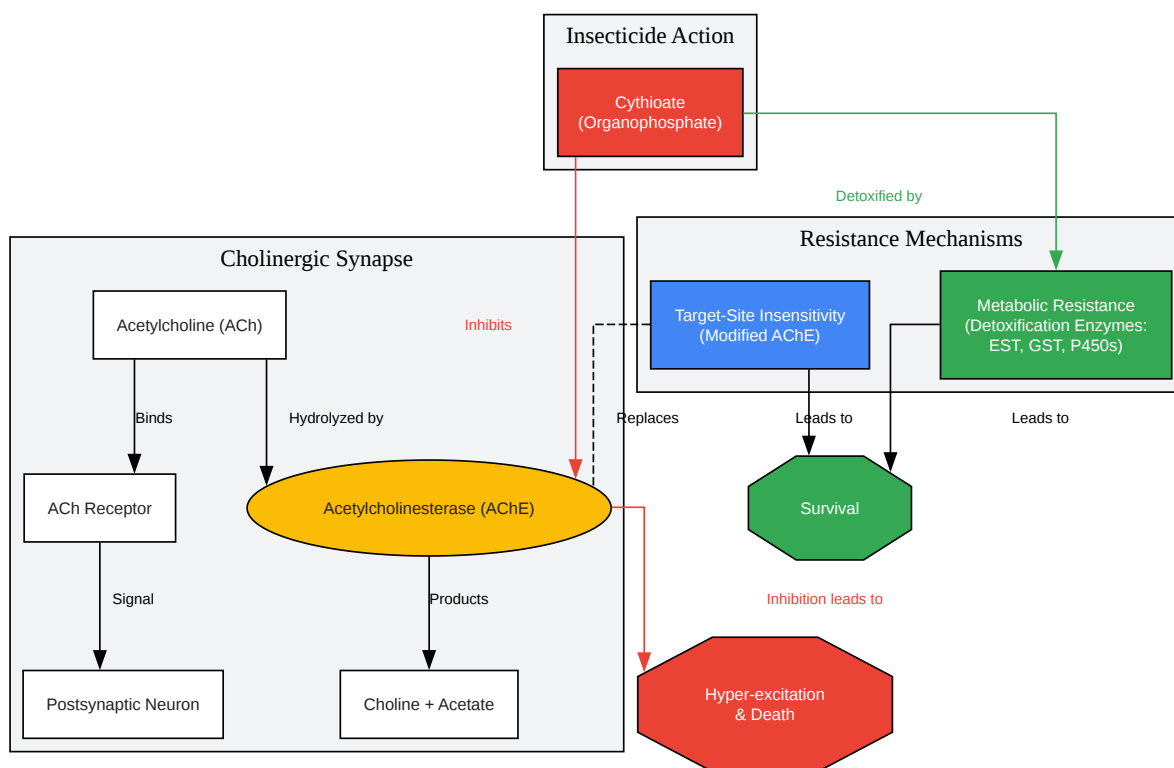 Insecticide Action
Cythioate
(Organophosphate)
Detoxified by
Resistance Mechanisms
Cholinergic Synapse
Acetylcholine (ACh)
Inhibits
Target-Site Insensitivity
(Modified AChE)
Metabolic Resistance
(Detoxification Enzymes:
EST, GST, P450s)
Binds
Hydrolyzed by
Replaces
Leads to
Leads to
ACh Receptor
Acetylcholinesterase (AChE)
Survival
Signal
Products
Inhibition leads to
Postsynaptic Neuron
Choline + Acetate
Hyper-excitation
& Death